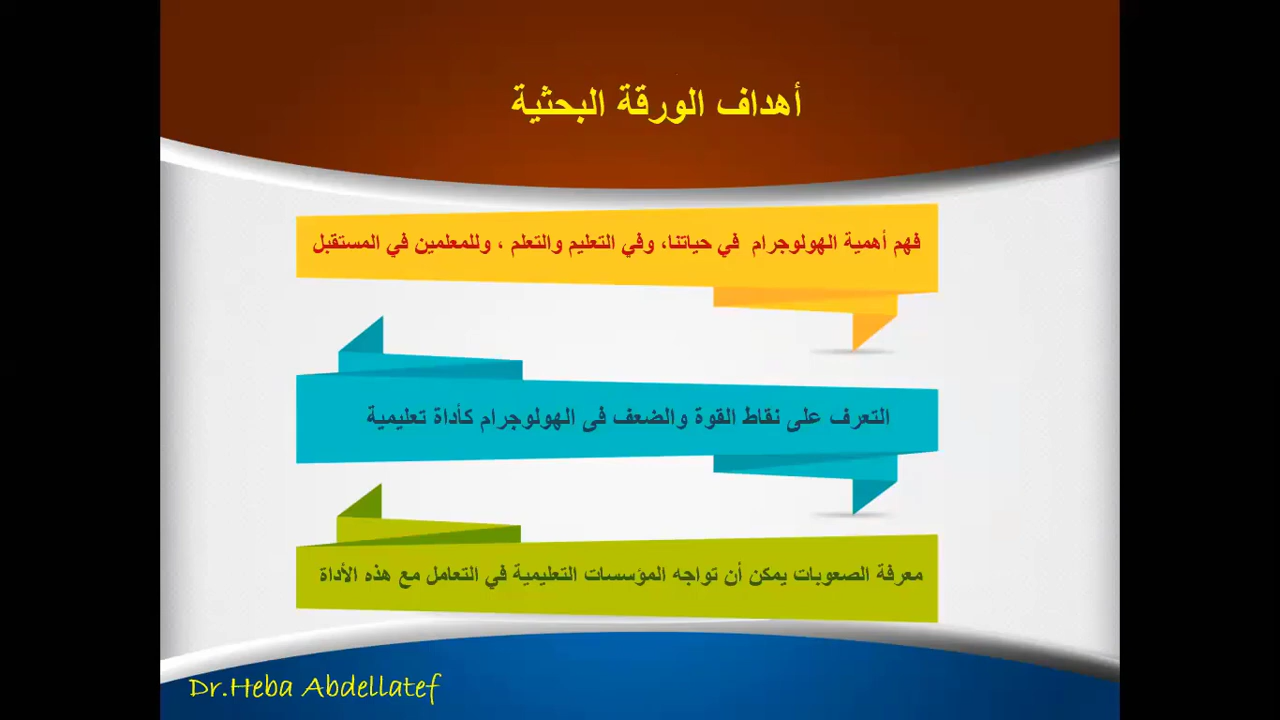 أهداف الورقة البحثية
فهم أهمية الهولوجرام في حياتنا، وفي التعليم والتعلم ، وللمعلمين في المستقبل
التعرف على نقاط القوة والضعف فى الهولوجرام كأداة تعليمية
معرفة الصعوبات يمكن أن تواجه المؤسسات التعليمية في التعامل مع هذه الأداة
Dr.Heba Abdellatef